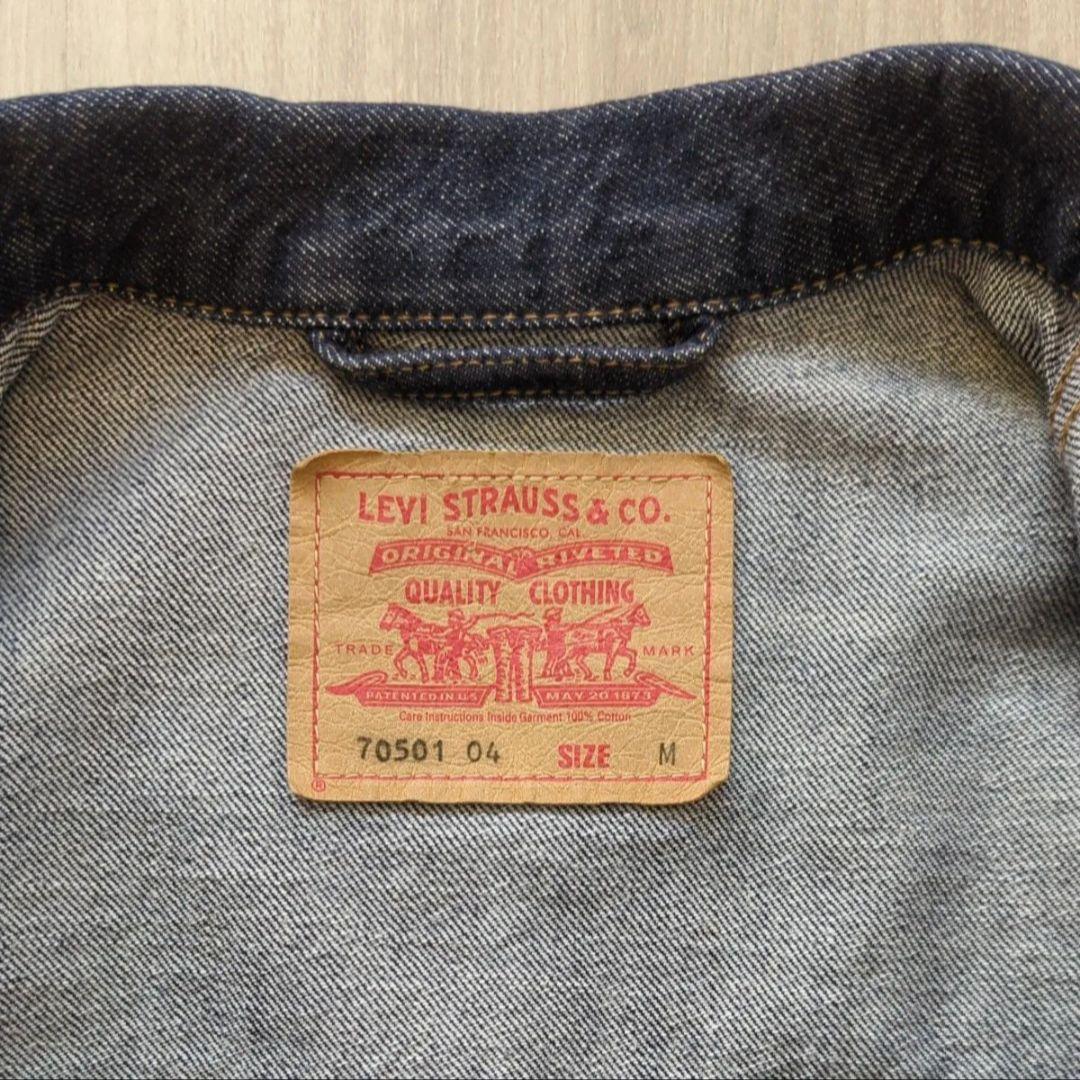 LEVI STRAUSS & CO.
SAN FRANCISCO, CAL
ORIGINAL RIVETED
QUALITY CLOTHING
TRADE MARK
PATENTED IN U.S. MAY 20 1873
Care Instructions Inside Garment 100% Cotton
70501 04 SIZE M
®